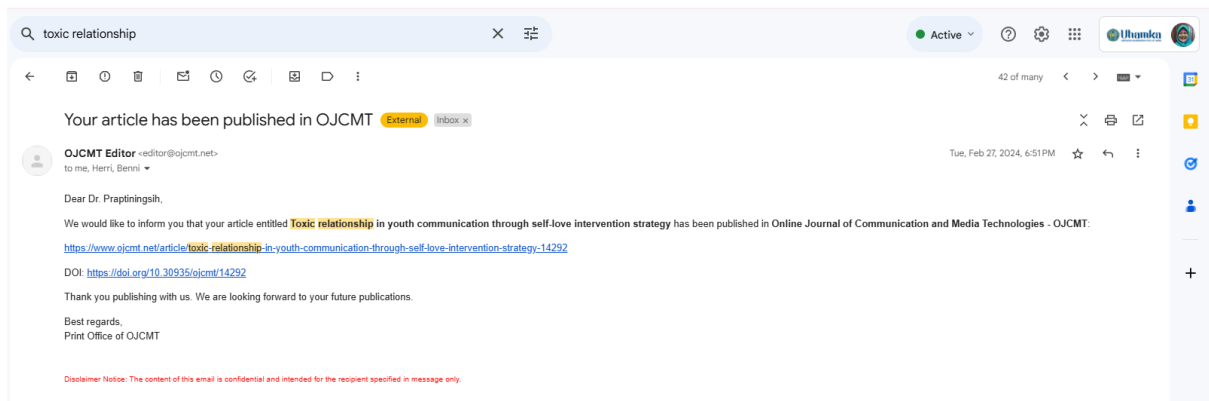 toxic relationship
Active
Uhamka
42 of many
Your article has been published in OJCMT External Inbox x
OJCMT Editor <editor@ojcmt.net>
Tue, Feb 27, 2024, 6:51 PM
to me, Herri, Benni
Dear Dr. Praptiningsih,
We would like to inform you that your article entitled Toxic relationship in youth communication through self-love intervention strategy has been published in Online Journal of Communication and Media Technologies - OJCMT:
https://www.ojcmt.net/article/toxic-relationship-in-youth-communication-through-self-love-intervention-strategy-14292
DOI: https://doi.org/10.30935/ojcmt/14292
Thank you publishing with us. We are looking forward to your future publications.
Best regards,
Print Office of OJCMT
Disclaimer Notice: The content of this email is confidential and intended for the recipient specified in message only.